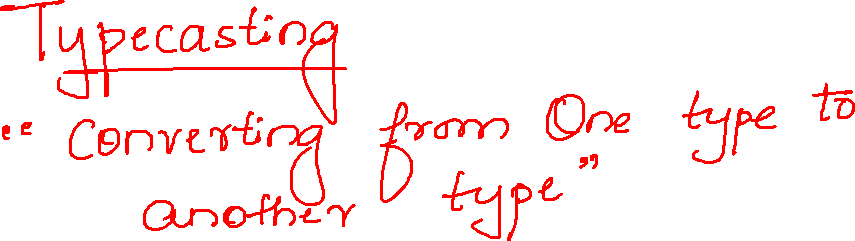 Typecasting
"Converting from One type to
another type"